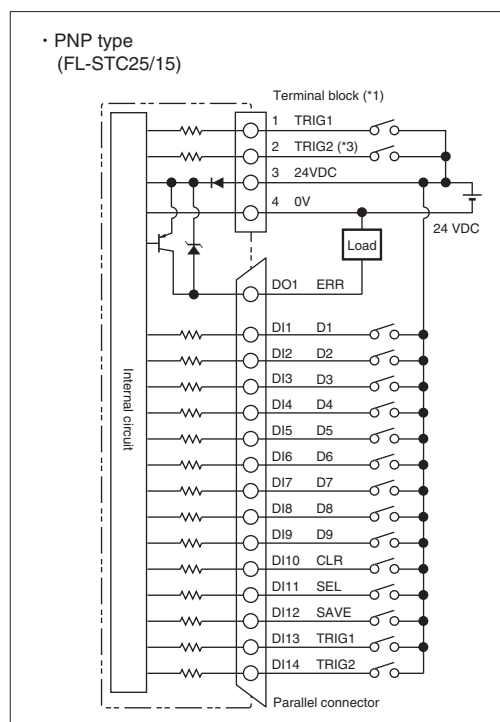 ・PNP type
(FL-STC25/15)
Terminal block (*1)
1 TRIG1
2 TRIG2 (*3)
3 24VDC
4 0V
24 VDC
Load
DO1 ERR
DI1 D1
DI2 D2
DI3 D3
DI4 D4
DI5 D5
DI6 D6
DI7 D7
DI8 D8
DI9 D9
DI10 CLR
DI11 SEL
DI12 SAVE
DI13 TRIG1
DI14 TRIG2
Internal circuit
Parallel connector